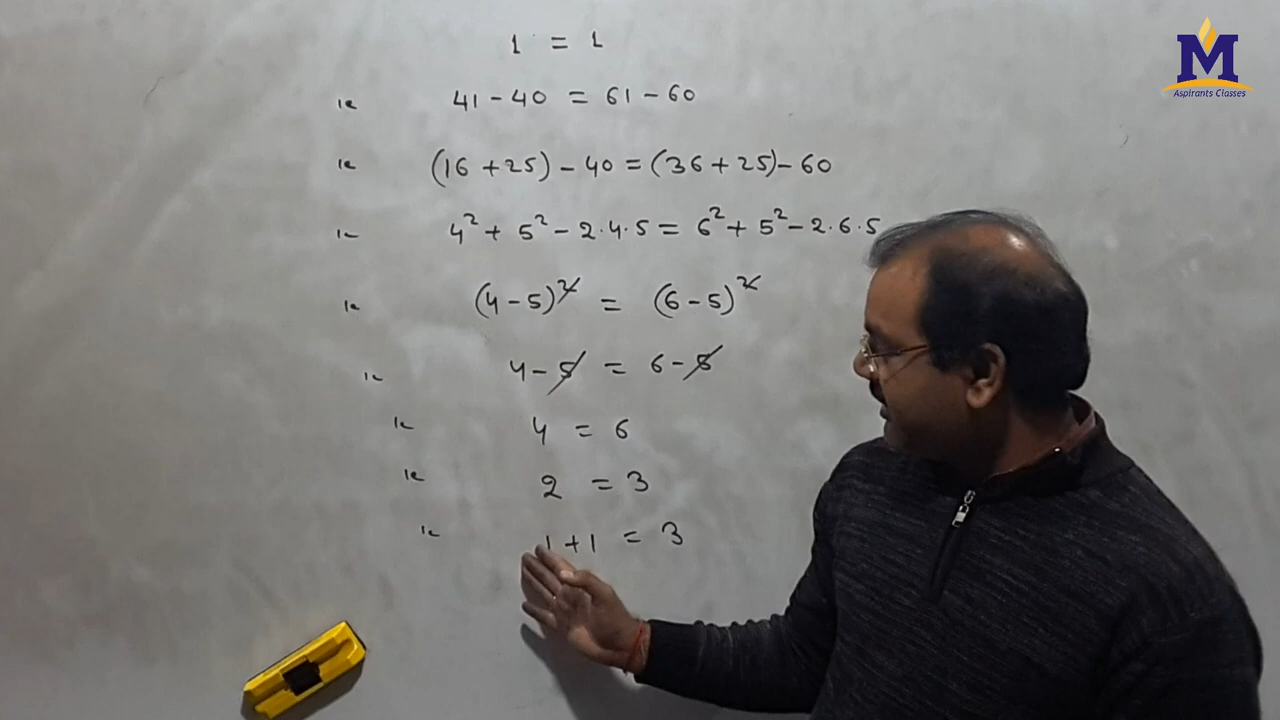 1 = 1
ie 41 - 40 = 61 - 60
ie (16 + 25) - 40 = (36 + 25) - 60
ie 4² + 5² - 2·4·5 = 6² + 5² - 2·6·5
ie (4 - 5)² = (6 - 5)²
ie 4 - 5 = 6 - 5
ie 4 = 6
ie 2 = 3
ie 1 + 1 = 3
M
Aspirants Classes